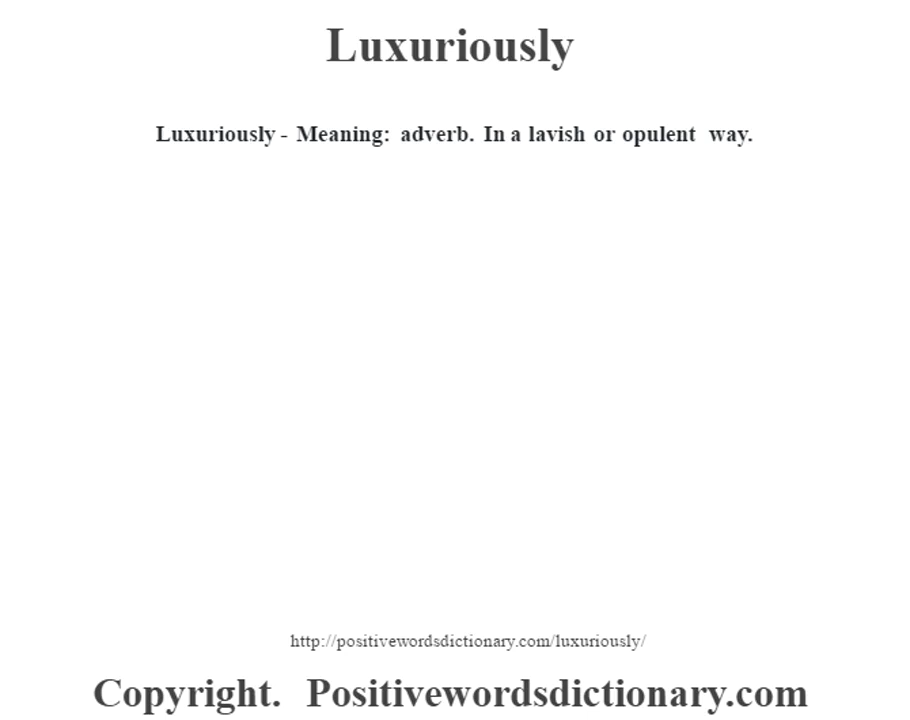 Luxuriously
Luxuriously - Meaning: adverb. In a lavish or opulent way.
http://positivewordsdictionary.com/luxuriously/
Copyright. Positivewordsdictionary.com